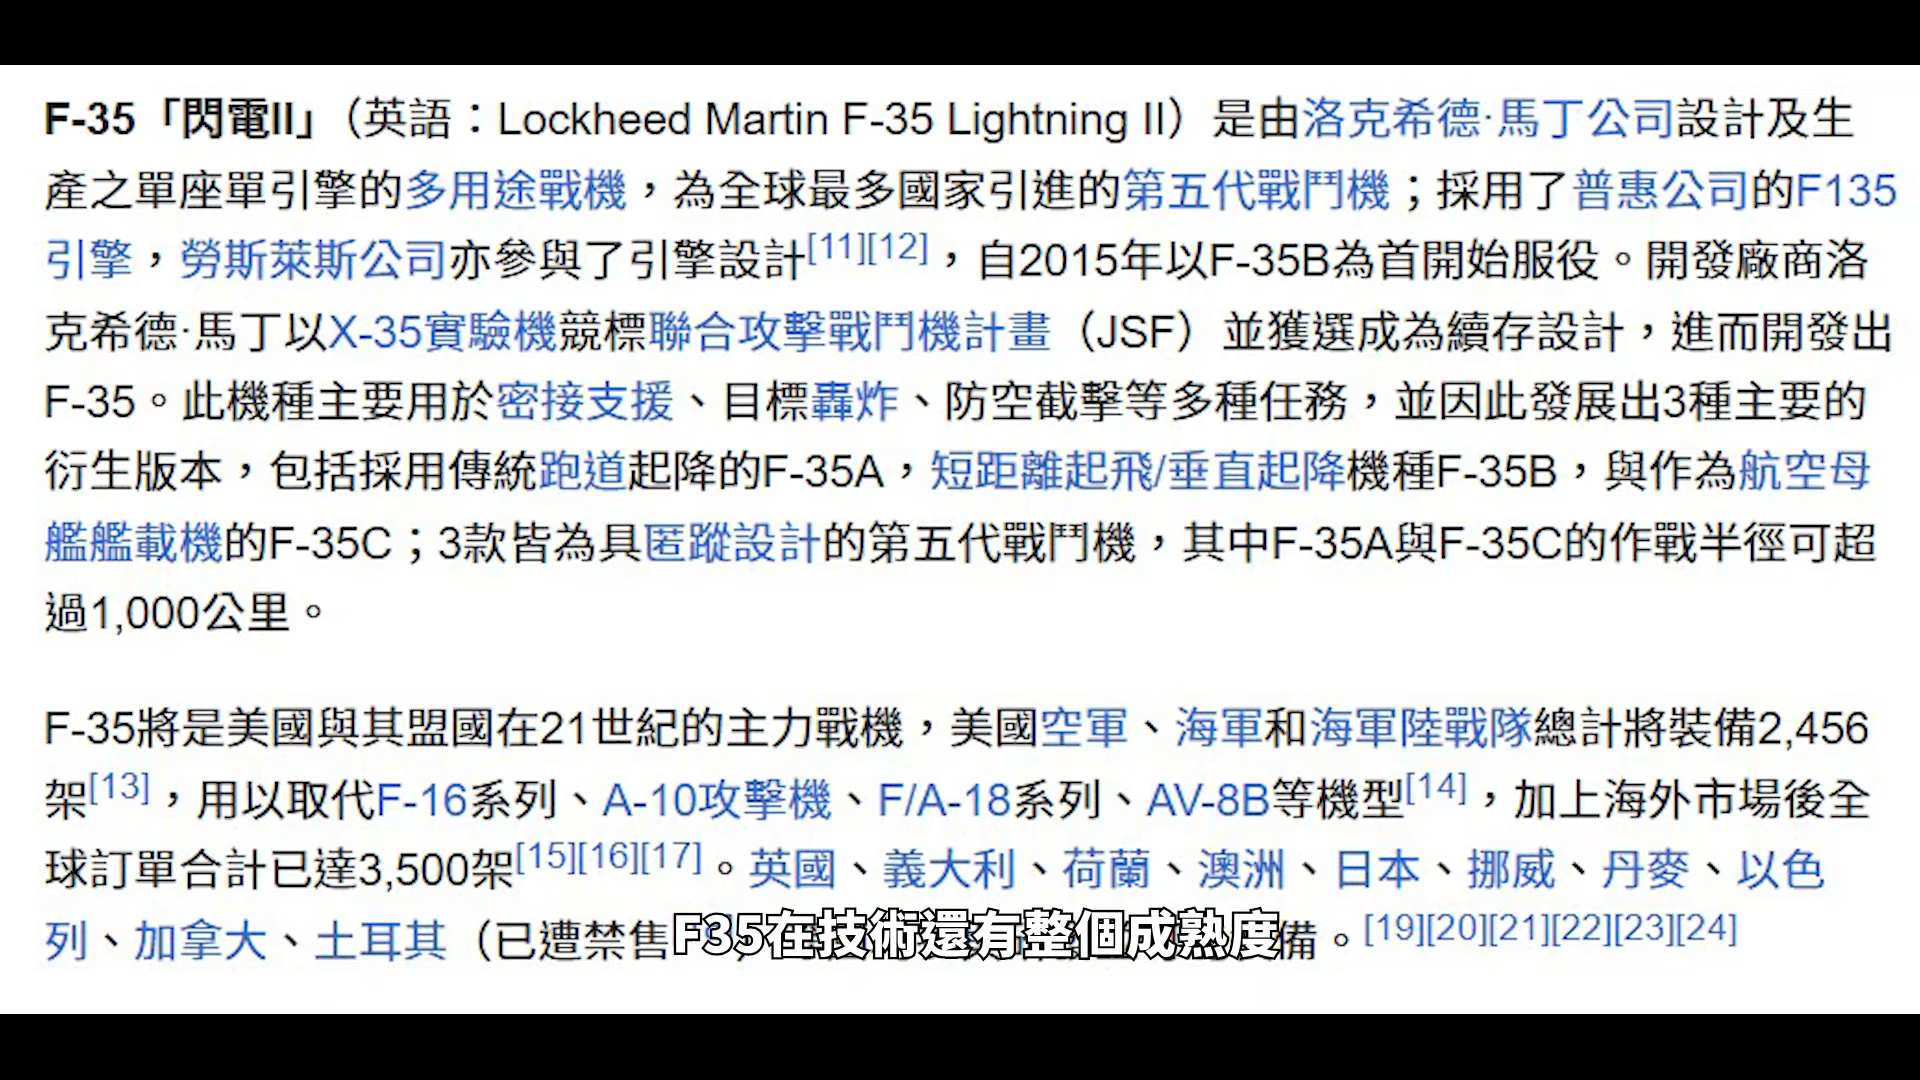 F-35「閃電II」（英語：Lockheed Martin F-35 Lightning II）是由洛克希德·馬丁公司設計及生
產之單座單引擎的多用途戰機，為全球最多國家引進的第五代戰鬥機；採用了普惠公司的F135
引擎，勞斯萊斯公司亦參與了引擎設計[11][12]，自2015年以F-35B為首開始服役。開發廠商洛
克希德·馬丁以X-35實驗機競標聯合攻擊戰鬥機計畫（JSF）並獲選成為續存設計，進而開發出
F-35。此機種主要用於密接支援、目標轟炸、防空截擊等多種任務，並因此發展出3種主要的
衍生版本，包括採用傳統跑道起降的F-35A，短距離起飛/垂直起降機種F-35B，與作為航空母
艦艦載機的F-35C；3款皆為具匿蹤設計的第五代戰鬥機，其中F-35A與F-35C的作戰半徑可超
過1,000公里。
F-35將是美國與其盟國在21世紀的主力戰機，美國空軍、海軍和海軍陸戰隊總計將裝備2,456
架[13]，用以取代F-16系列、A-10攻擊機、F/A-18系列、AV-8B等機型[14]，加上海外市場後全
球訂單合計已達3,500架[15][16][17]。英國、義大利、荷蘭、澳洲、日本、挪威、丹麥、以色
列、加拿大、土耳其（已遭禁售 備。[19][20][21][22][23][24]
F35在技術還有整個成熟度